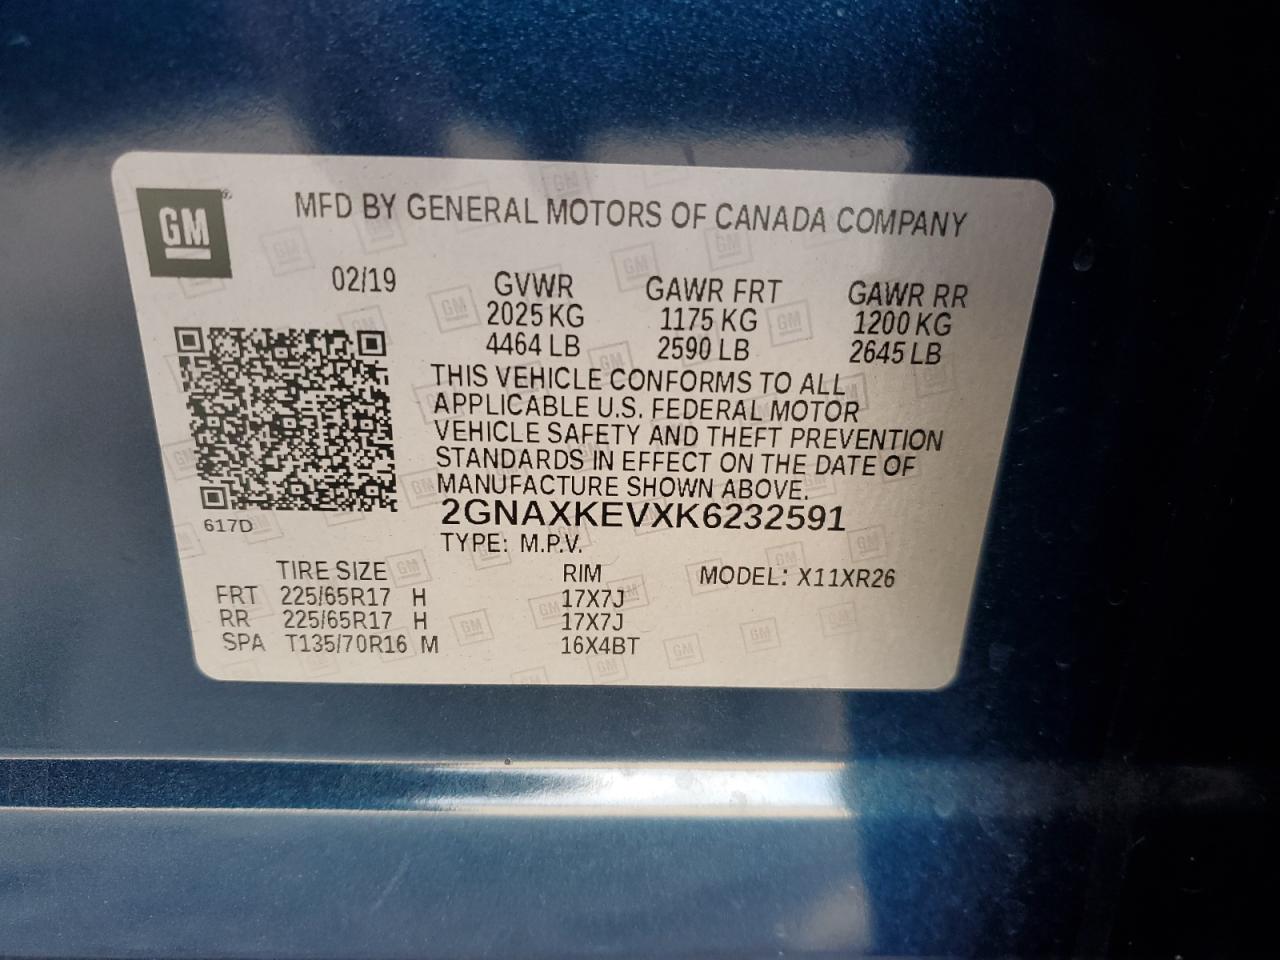 GM ®
MFD BY GENERAL MOTORS OF CANADA COMPANY
02/19 GVWR GAWR FRT GAWR RR
2025 KG 1175 KG 1200 KG
4464 LB 2590 LB 2645 LB
THIS VEHICLE CONFORMS TO ALL
APPLICABLE U.S. FEDERAL MOTOR
VEHICLE SAFETY AND THEFT PREVENTION
STANDARDS IN EFFECT ON THE DATE OF
MANUFACTURE SHOWN ABOVE.
617D 2GNAXKEVXK6232591
TYPE: M.P.V.
TIRE SIZE RIM MODEL: X11XR26
FRT 225/65R17 H 17X7J
RR 225/65R17 H 17X7J
SPA T135/70R16 M 16X4BT